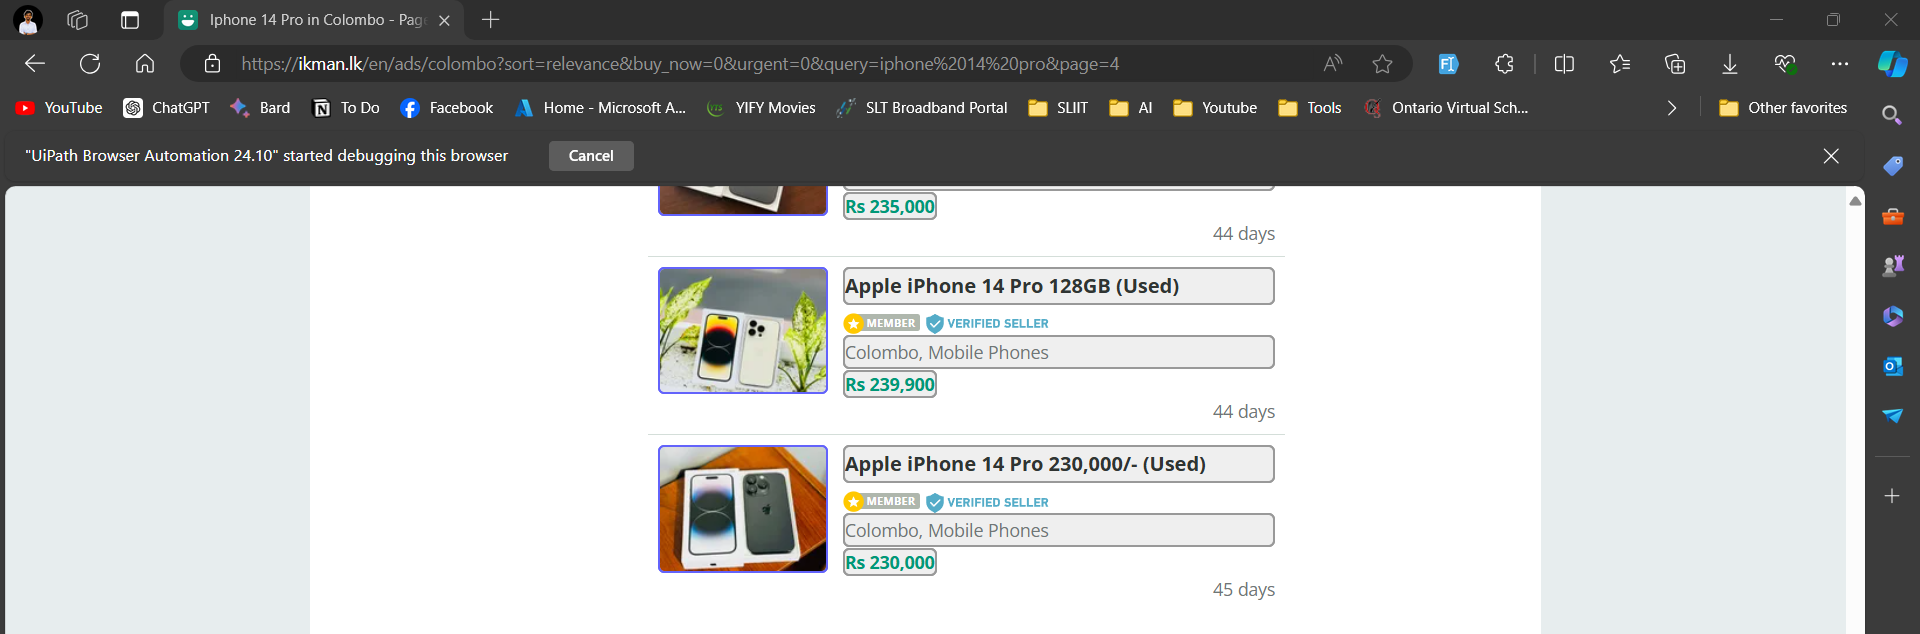 Iphone 14 Pro in Colombo - Page
https://ikman.lk/en/ads/colombo?sort=relevance&buy_now=0&urgent=0&query=iphone%2014%20pro&page=4
YouTube ChatGPT Bard To Do Facebook Home - Microsoft A... YIFY Movies SLT Broadband Portal SLIIT AI Youtube Tools Ontario Virtual Sch... Other favorites
"UiPath Browser Automation 24.10" started debugging this browser Cancel
Rs 235,000
44 days
Apple iPhone 14 Pro 128GB (Used)
MEMBER VERIFIED SELLER
Colombo, Mobile Phones
Rs 239,900
44 days
Apple iPhone 14 Pro 230,000/- (Used)
MEMBER VERIFIED SELLER
Colombo, Mobile Phones
Rs 230,000
45 days